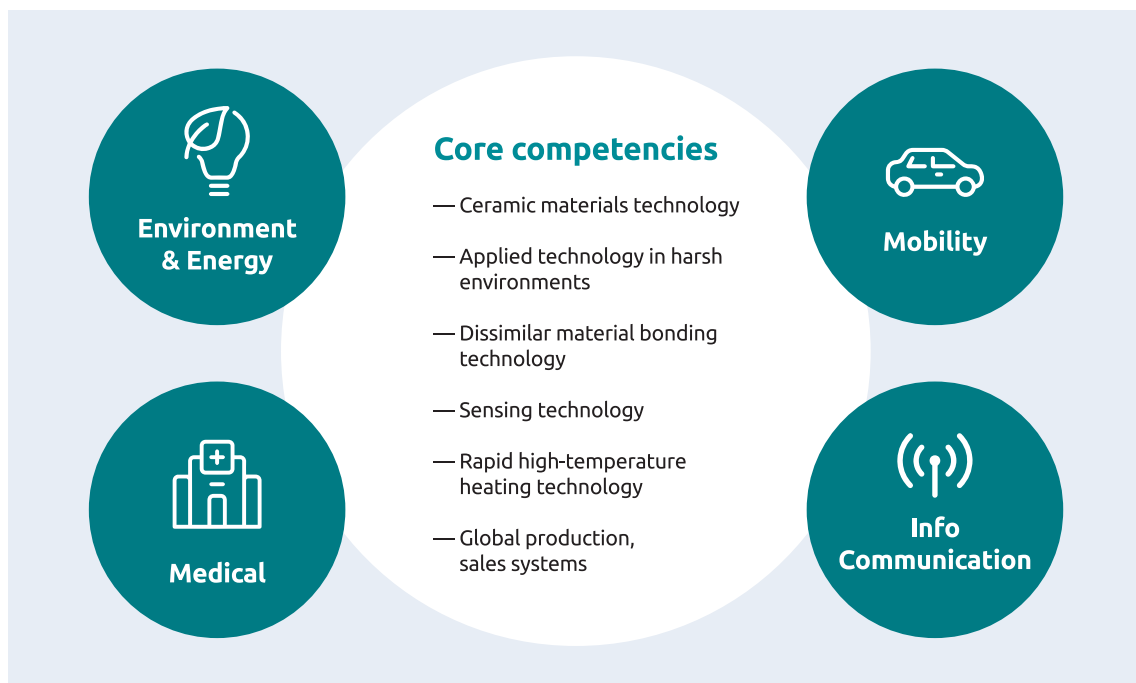 Environment
& Energy
Core competencies
— Ceramic materials technology
— Applied technology in harsh
environments
— Dissimilar material bonding
technology
— Sensing technology
— Rapid high-temperature
heating technology
— Global production,
sales systems
Mobility
Medical
Info
Communication